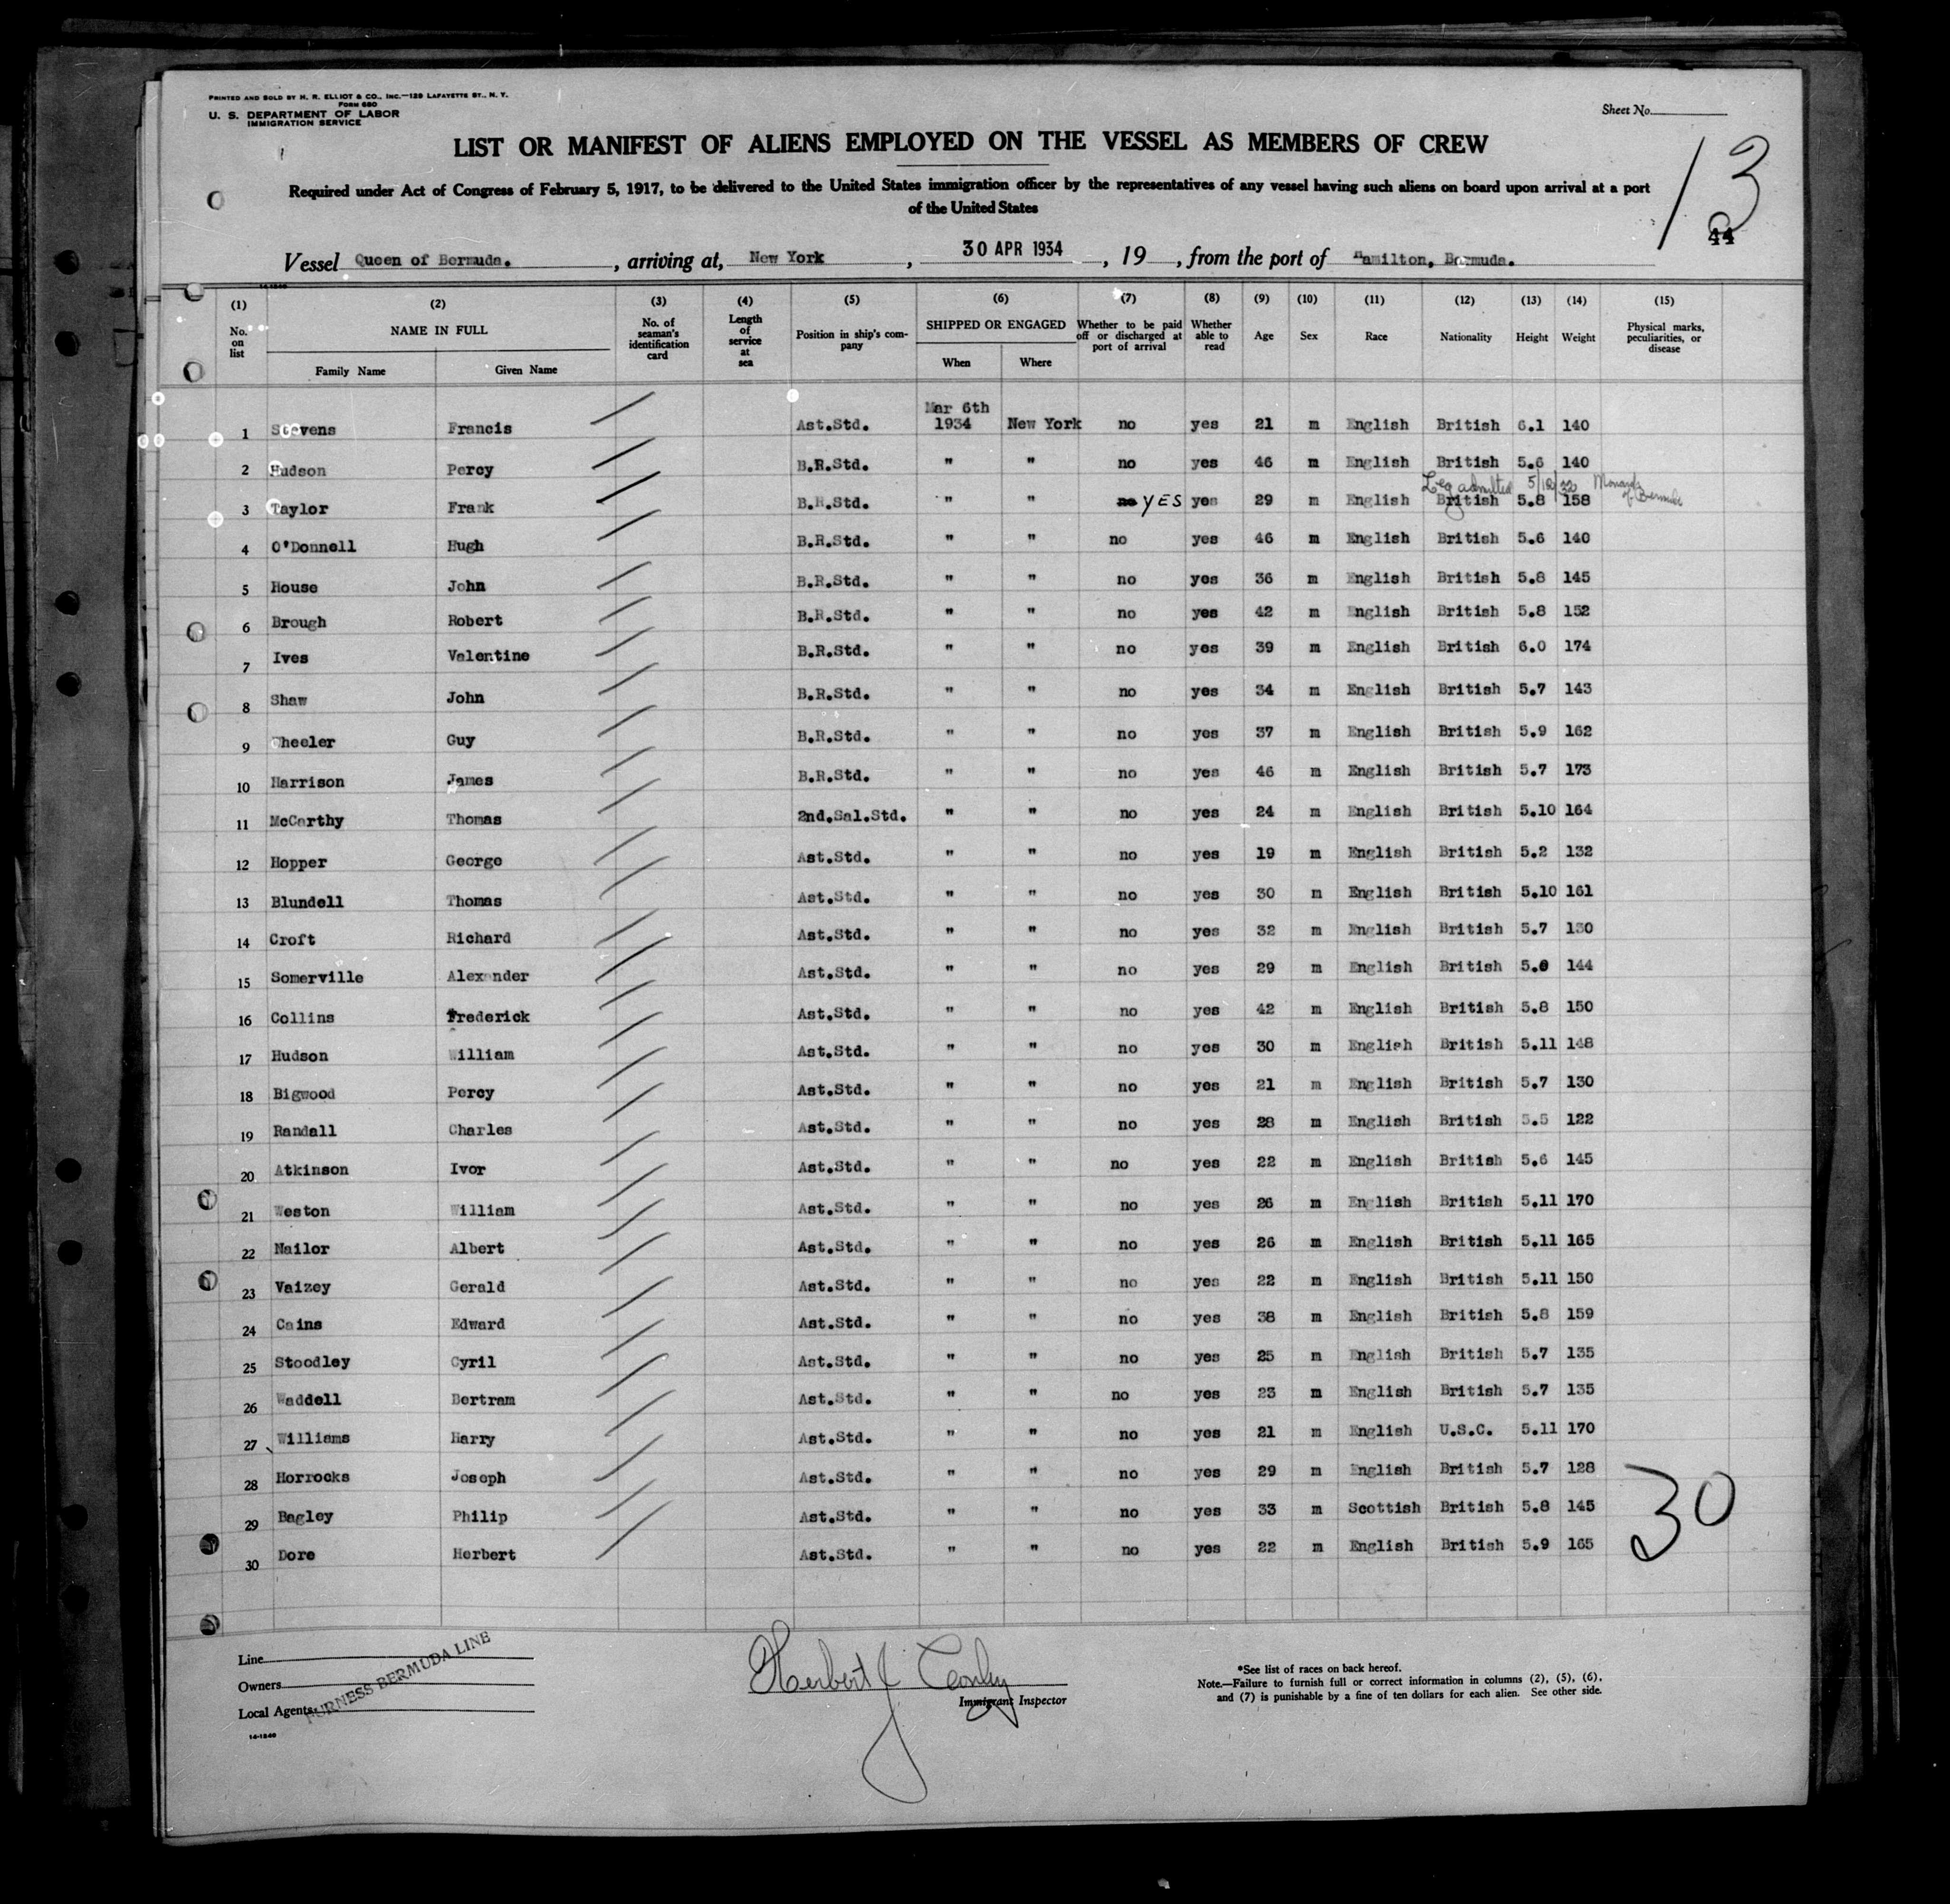 PRINTED AND SOLD BY H. R. ELLIOT & CO., INC.—129 LAFAYETTE ST., N. Y.
FORM 680
U. S. DEPARTMENT OF LABOR
IMMIGRATION SERVICE
Sheet No.
LIST OR MANIFEST OF ALIENS EMPLOYED ON THE VESSEL AS MEMBERS OF CREW
13
Required under Act of Congress of February 5, 1917, to be delivered to the United States immigration officer by the representatives of any vessel having such aliens on board upon arrival at a port
of the United States
44
Vessel Queen of Bermuda. , arriving at, New York , 30 APR 1934 , 19 , from the port of Hamilton, Bermuda.
(1) (2) (3) (4) (5) (6) (7) (8) (9) (10) (11) (12) (13) (14) (15)
No. on list NAME IN FULL Family Name Given Name No. of seaman's identification card Length of service at sea Position in ship's company SHIPPED OR ENGAGED When Where Whether to be paid off or discharged at port of arrival Whether able to read Age Sex Race Nationality Height Weight Physical marks, peculiarities, or disease
Mar 6th
1 Stevens Francis Ast.Std. 1934 New York no yes 21 m English British 6.1 140
2 Hudson Percy B.R.Std. " " no yes 46 m English British 5.6 140
Leg admitted 5/12/32 Monarch of Bermuda
3 Taylor Frank B.R.Std. " " no YES yes 29 m English British 5.8 158
4 O'Donnell Hugh B.R.Std. " " no yes 46 m English British 5.6 140
5 House John B.R.Std. " " no yes 36 m English British 5.8 145
6 Brough Robert B.R.Std. " " no yes 42 m English British 5.8 152
7 Ives Valentine B.R.Std. " " no yes 39 m English British 6.0 174
8 Shaw John B.R.Std. " " no yes 34 m English British 5.7 143
9 Wheeler Guy B.R.Std. " " no yes 37 m English British 5.9 162
10 Harrison James B.R.Std. " " no yes 46 m English British 5.7 173
11 McCarthy Thomas 2nd.Sal.Std. " " no yes 24 m English British 5.10 164
12 Hopper George Ast.Std. " " no yes 19 m English British 5.2 132
13 Blundell Thomas Ast.Std. " " no yes 30 m English British 5.10 161
14 Croft Richard Ast.Std. " " no yes 32 m English British 5.7 130
15 Somerville Alexander Ast.Std. " " no yes 29 m English British 144
16 Collins Frederick Ast.Std. " " no yes 42 m English British 5.8 150
17 Hudson William Ast.Std. " " no yes 30 m English British 5.11 148
18 Bigwood Percy Ast.Std. " " no yes 21 m English British 5.7 130
19 Randall Charles Ast.Std. " " no yes 28 m English British 5.5 122
20 Atkinson Ivor Ast.Std. " " no yes 22 m English British 5.6 145
21 Weston William Ast.Std. " " no yes 26 m English British 5.11 170
22 Nailor Albert Ast.Std. " " no yes 26 m English British 5.11 165
23 Vaizey Gerald Ast.Std. " " no yes 22 m English British 5.11 150
24 Cains Edward Ast.Std. " " no yes 38 m English British 5.8 159
25 Stoodley Cyril Ast.Std. " " no yes 25 m English British 5.7 135
26 Waddell Bertram Ast.Std. " " no yes 23 m English British 5.7 135
27 Williams Harry Ast.Std. " " no yes 21 m English U.S.C. 5.11 170
28 Horrocks Joseph Ast.Std. " " no yes 29 m English British 5.7 128
29 Bagley Philip Ast.Std. " " no yes 33 m Scottish British 5.8 145
30 Dore Herbert Ast.Std. " " no yes 22 m English British 5.9 165
30
Line
Owners
Local Agents
FURNESS BERMUDA LINE
14-1240
Herbert J
Immigrant Inspector
*See list of races on back hereof.
Note.—Failure to furnish full or correct information in columns (2), (5), (6),
and (7) is punishable by a fine of ten dollars for each alien. See other side.